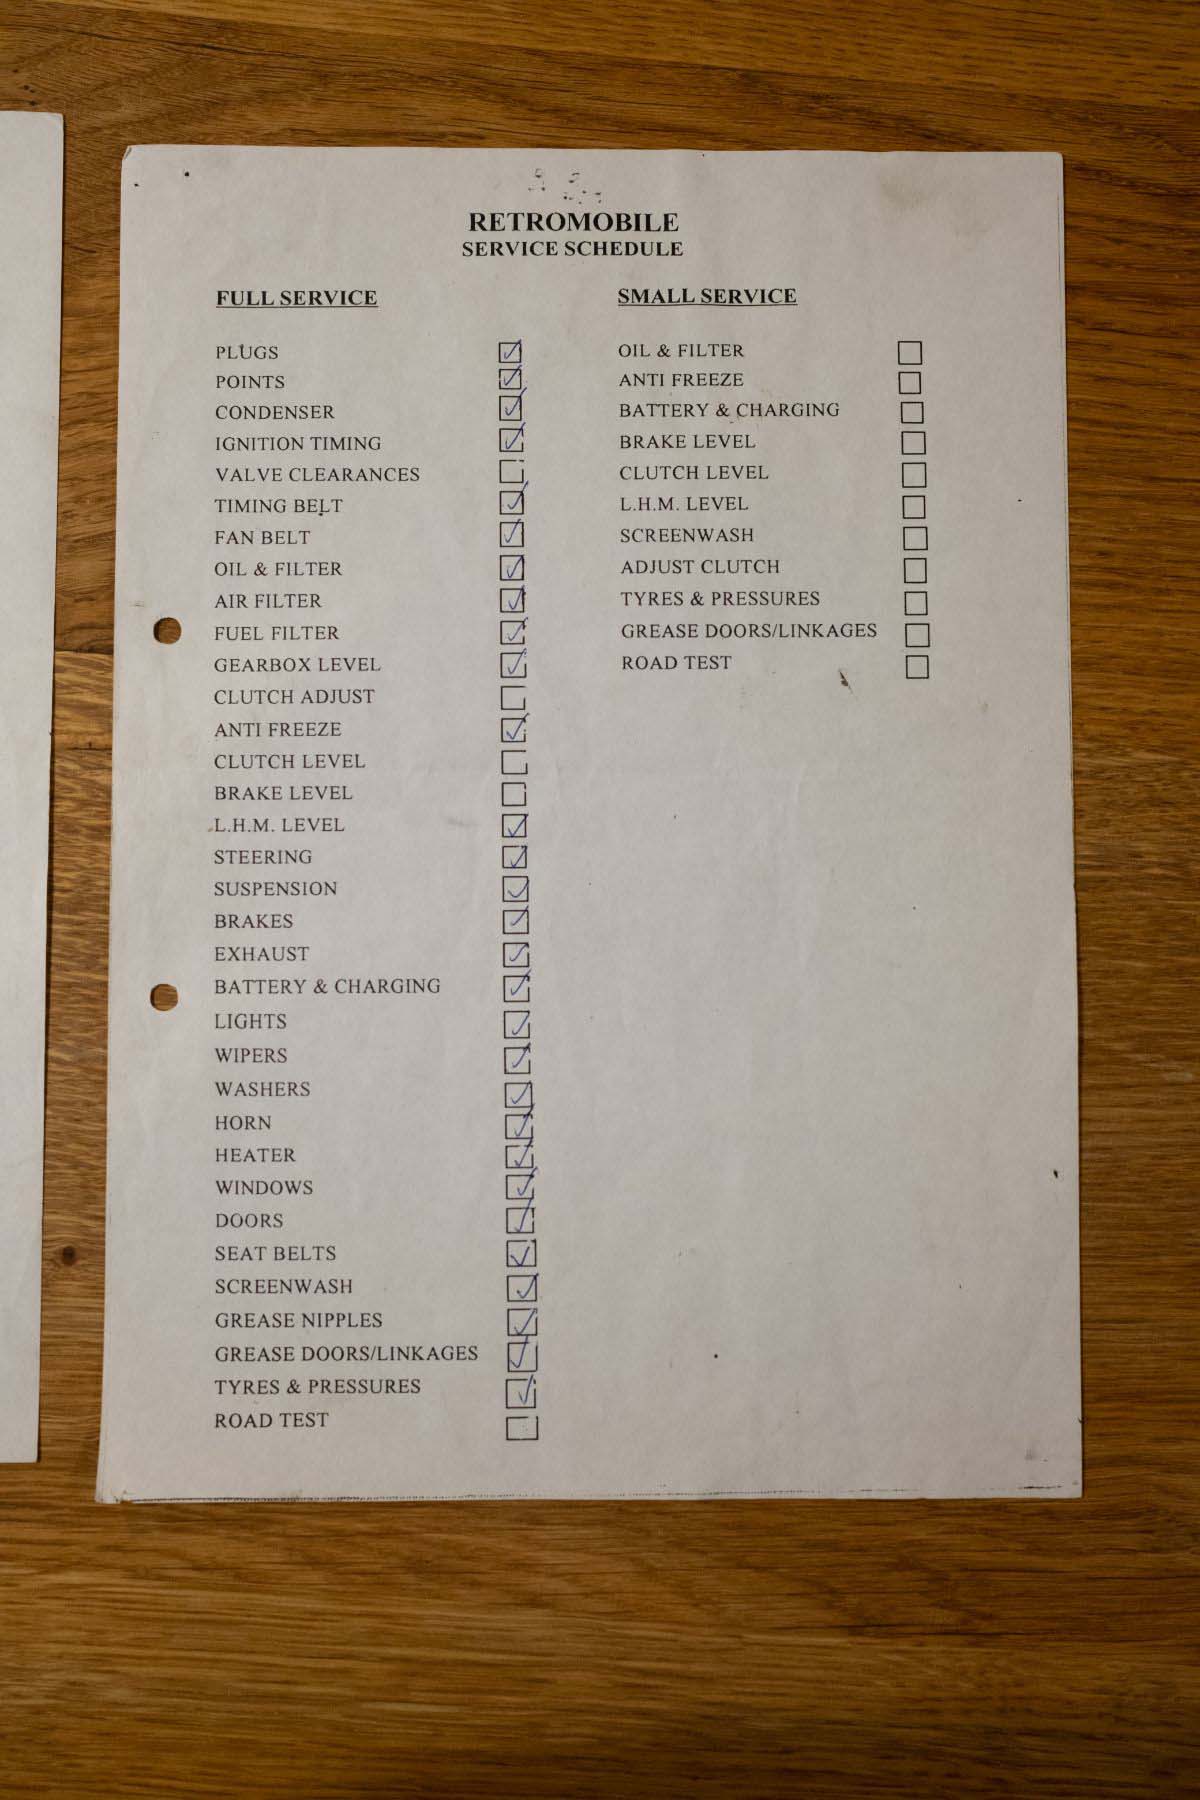 RETROMOBILE
SERVICE SCHEDULE
FULL SERVICE
PLUGS
POINTS
CONDENSER
IGNITION TIMING
VALVE CLEARANCES
TIMING BELT
FAN BELT
OIL & FILTER
AIR FILTER
FUEL FILTER
GEARBOX LEVEL
CLUTCH ADJUST
ANTI FREEZE
CLUTCH LEVEL
BRAKE LEVEL
L.H.M. LEVEL
STEERING
SUSPENSION
BRAKES
EXHAUST
BATTERY & CHARGING
LIGHTS
WIPERS
WASHERS
HORN
HEATER
WINDOWS
DOORS
SEAT BELTS
SCREENWASH
GREASE NIPPLES
GREASE DOORS/LINKAGES
TYRES & PRESSURES
ROAD TEST
SMALL SERVICE
OIL & FILTER
ANTI FREEZE
BATTERY & CHARGING
BRAKE LEVEL
CLUTCH LEVEL
L.H.M. LEVEL
SCREENWASH
ADJUST CLUTCH
TYRES & PRESSURES
GREASE DOORS/LINKAGES
ROAD TEST